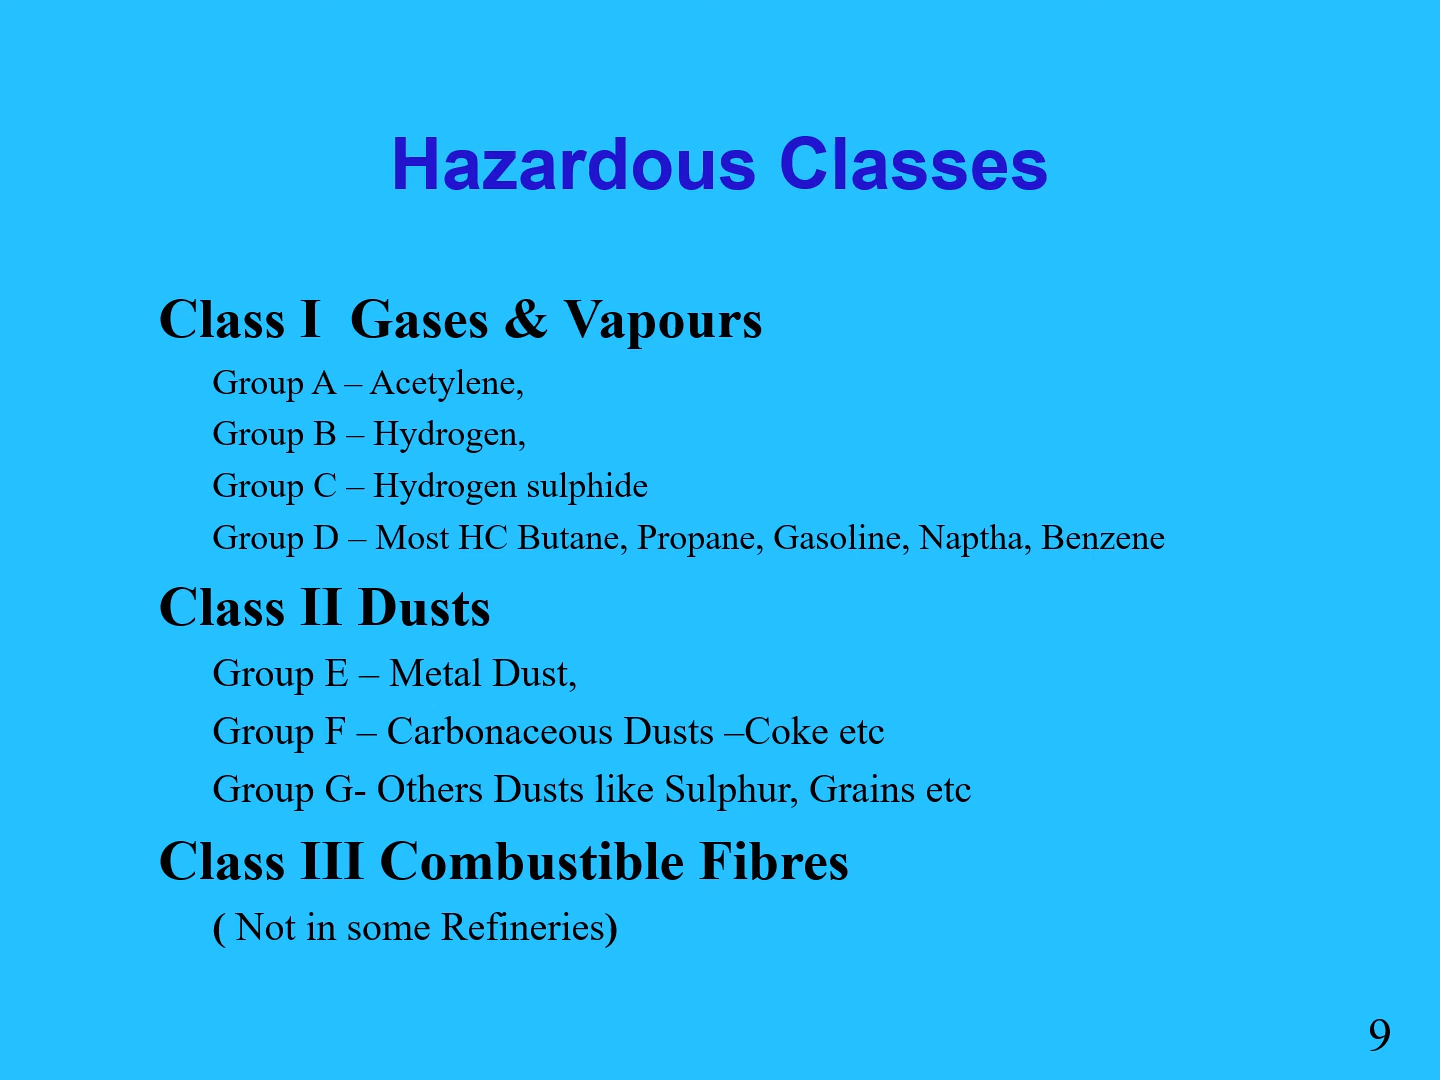 Hazardous Classes
Class I  Gases & Vapours
Group A – Acetylene,
Group B – Hydrogen,
Group C – Hydrogen sulphide
Group D – Most HC Butane, Propane, Gasoline, Naptha, Benzene
Class II Dusts
Group E – Metal Dust,
Group F – Carbonaceous Dusts –Coke etc
Group G- Others Dusts like Sulphur, Grains etc
Class III Combustible Fibres
( Not in some Refineries)
9